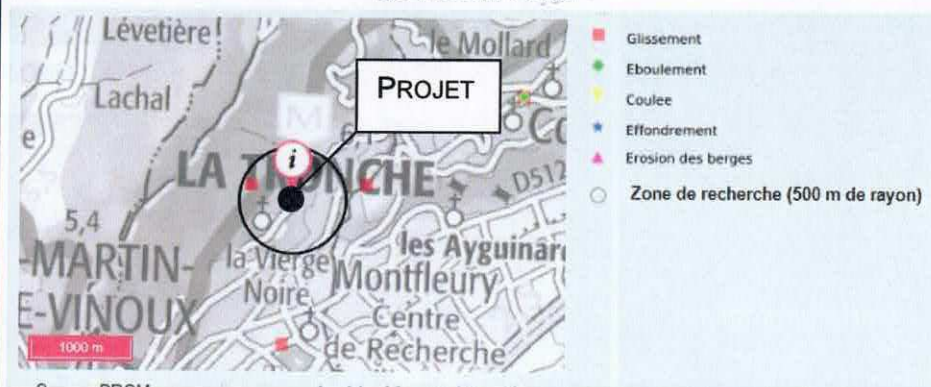 Lévetière
le Mollard
Lachal
PROJET
M
i
LA TRONCHE
D512
5,4
-MARTIN-
E-VINOUX
la Vierge
Noire
les Ayguinar
Montfleury
Centre
de Recherche
1000 m
Glissement
Eboulement
Coulee
Effondrement
Erosion des berges
Zone de recherche (500 m de rayon)